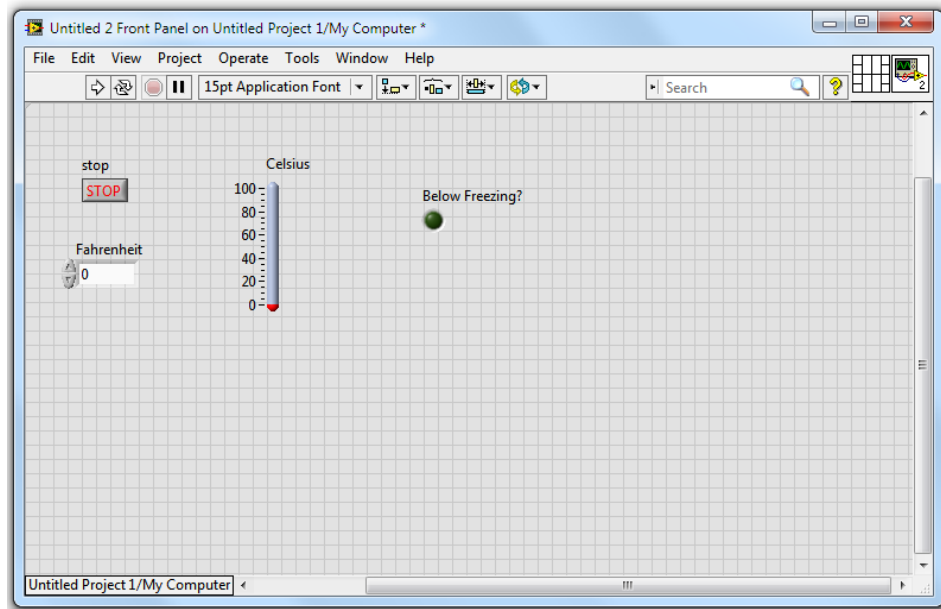 Untitled 2 Front Panel on Untitled Project 1/My Computer *
File Edit View Project Operate Tools Window Help
15pt Application Font
Search
?
2
stop
STOP
Fahrenheit
0
Celsius
100
80
60
40
20
0
Below Freezing?
Untitled Project 1/My Computer